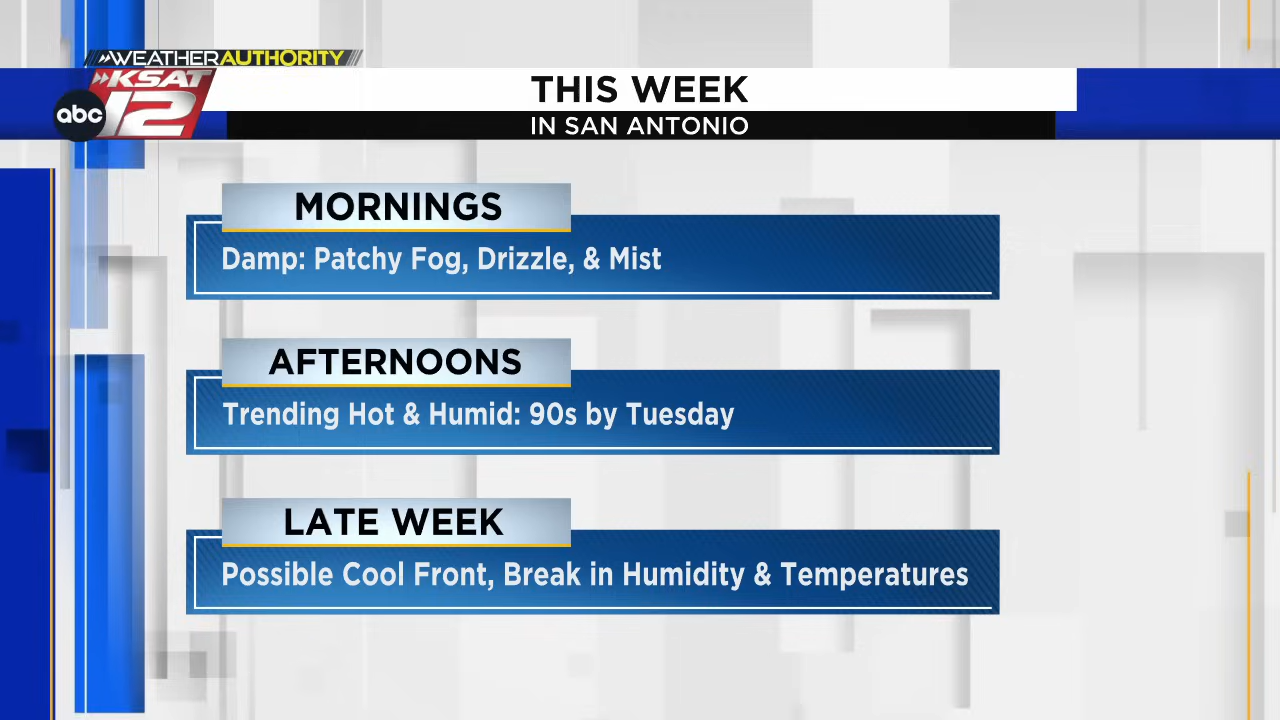 WEATHER AUTHORITY
KSAT
abc
12
THIS WEEK
IN SAN ANTONIO
MORNINGS
Damp: Patchy Fog, Drizzle, & Mist
AFTERNOONS
Trending Hot & Humid: 90s by Tuesday
LATE WEEK
Possible Cool Front, Break in Humidity & Temperatures